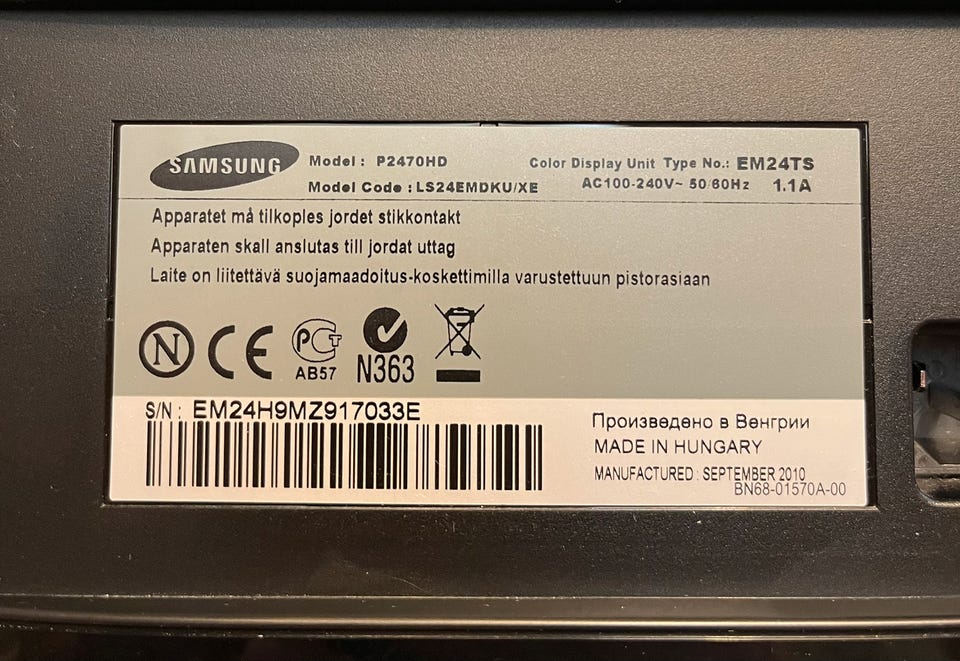 SAMSUNG
Model : P2470HD
Color Display Unit Type No.: EM24TS
Model Code : LS24EMDKU/XE
AC100-240V~ 50/60Hz 1.1A
Apparatet må tilkoples jordet stikkontakt
Apparaten skall anslutas till jordat uttag
Laite on liitettävä suojamaadoitus-koskettimilla varustettuun pistorasiaan
N CE PCT AB57 N363
S/N : EM24H9MZ917033E
Произведено в Венгрии
MADE IN HUNGARY
MANUFACTURED : SEPTEMBER 2010
BN68-01570A-00